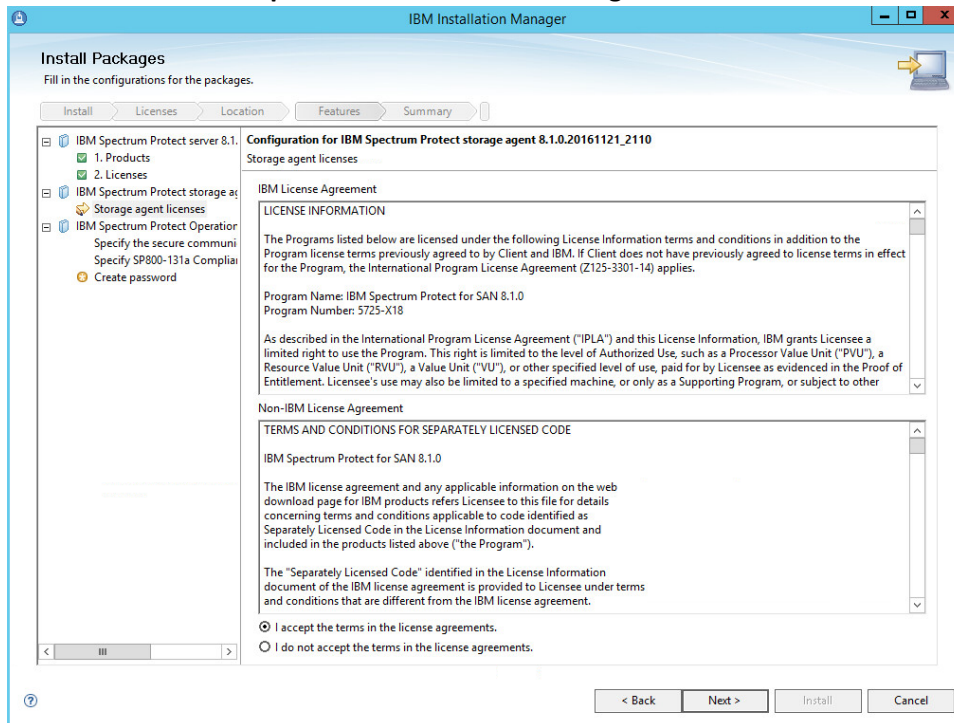 IBM Installation Manager
Install Packages
Fill in the configurations for the packages.
Install
Licenses
Location
Features
Summary
IBM Spectrum Protect server 8.1.
1. Products
2. Licenses
IBM Spectrum Protect storage ag
Storage agent licenses
IBM Spectrum Protect Operation
Specify the secure communi
Specify SP800-131a Complian
Create password
Configuration for IBM Spectrum Protect storage agent 8.1.0.20161121_2110
Storage agent licenses
IBM License Agreement
LICENSE INFORMATION
The Programs listed below are licensed under the following License Information terms and conditions in addition to the
Program license terms previously agreed to by Client and IBM. If Client does not have previously agreed to license terms in effect
for the Program, the International Program License Agreement (Z125-3301-14) applies.
Program Name: IBM Spectrum Protect for SAN 8.1.0
Program Number: 5725-X18
As described in the International Program License Agreement ("IPLA") and this License Information, IBM grants Licensee a
limited right to use the Program. This right is limited to the level of Authorized Use, such as a Processor Value Unit ("PVU"), a
Resource Value Unit ("RVU"), a Value Unit ("VU"), or other specified level of use, paid for by Licensee as evidenced in the Proof of
Entitlement. Licensee's use may also be limited to a specified machine, or only as a Supporting Program, or subject to other
Non-IBM License Agreement
TERMS AND CONDITIONS FOR SEPARATELY LICENSED CODE
IBM Spectrum Protect for SAN 8.1.0
The IBM license agreement and any applicable information on the web
download page for IBM products refers Licensee to this file for details
concerning terms and conditions applicable to code identified as
Separately Licensed Code in the License Information document and
included in the products listed above ("the Program").
The "Separately Licensed Code" identified in the License Information
document of the IBM license agreement is provided to Licensee under terms
and conditions that are different from the IBM license agreement.
I accept the terms in the license agreements.
I do not accept the terms in the license agreements.
< Back
Next >
Install
Cancel